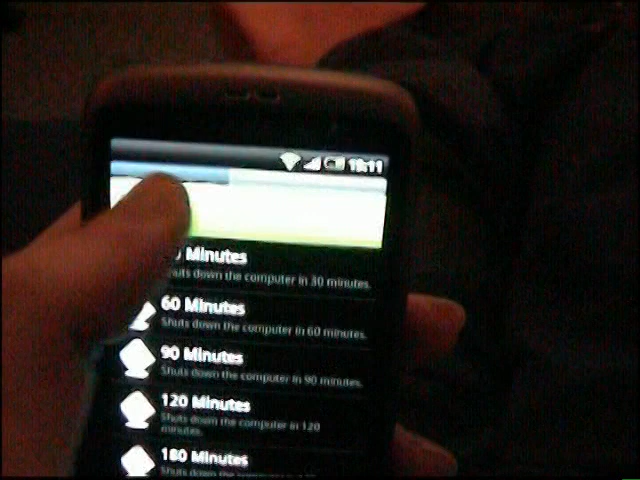 19:11
Minutes
Shuts down the computer in 30 minutes.
60 Minutes
Shuts down the computer in 60 minutes.
90 Minutes
Shuts down the computer in 90 minutes.
120 Minutes
Shuts down the computer in 120
minutes.
180 Minutes
Shuts down the computer in